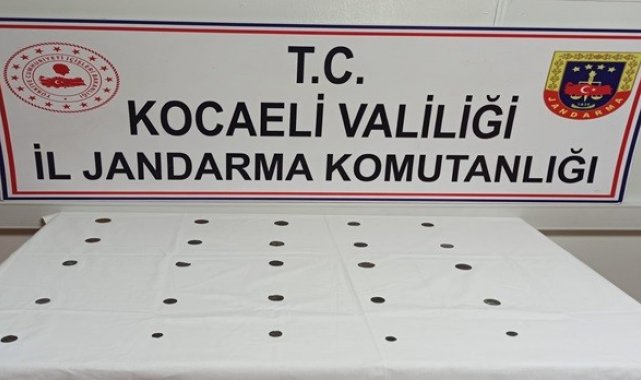 T.C.
KOCAELİ VALİLİĞİ
İL JANDARMA KOMUTANLIĞI
JANDARMA